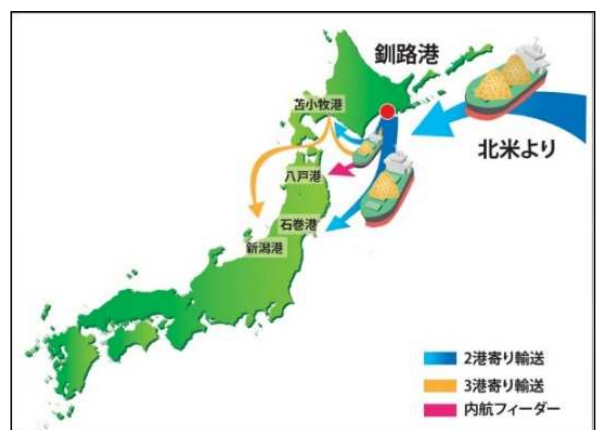 釧路港
苫小牧港
北米より
八戸港
石巻港
新潟港
2港寄り輸送
3港寄り輸送
内航フィーダー